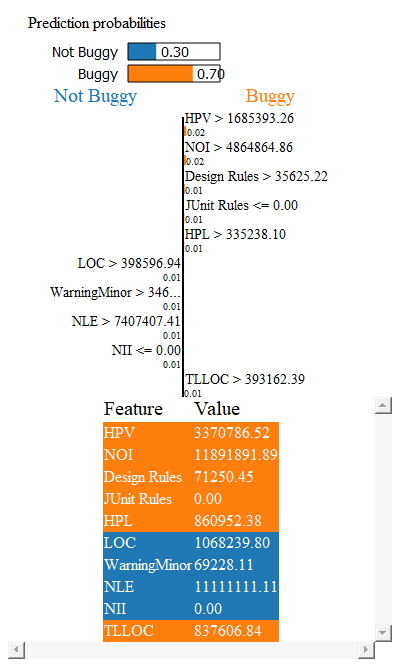 Prediction probabilities
Not Buggy 0.30
Buggy 0.70
Not Buggy Buggy
HPV > 1685393.26
0.02
NOI > 4864864.86
0.02
Design Rules > 35625.22
0.01
JUnit Rules <= 0.00
0.01
HPL > 335238.10
0.01
LOC > 398596.94
0.01
WarningMinor > 346...
0.01
NLE > 7407407.41
0.01
NII <= 0.00
0.01
TLLOC > 393162.39
0.01
Feature Value
HPV 3370786.52
NOI 11891891.89
Design Rules 71250.45
JUnit Rules 0.00
HPL 860952.38
LOC 1068239.80
WarningMinor 69228.11
NLE 11111111.11
NII 0.00
TLLOC 837606.84